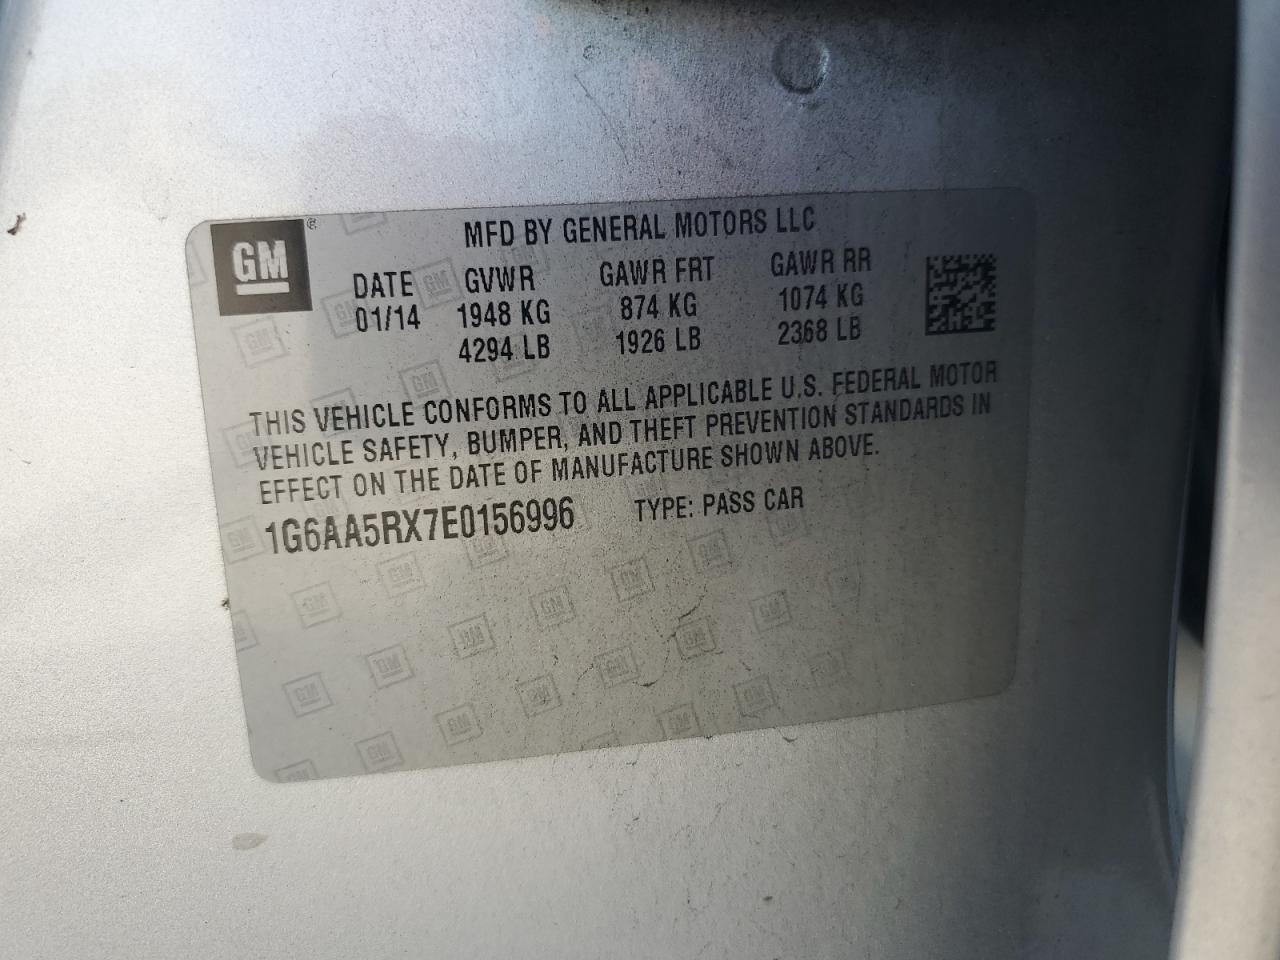 GM ®
MFD BY GENERAL MOTORS LLC
DATE GVWR GAWR FRT GAWR RR
01/14 1948 KG 874 KG 1074 KG
4294 LB 1926 LB 2368 LB
THIS VEHICLE CONFORMS TO ALL APPLICABLE U.S. FEDERAL MOTOR
VEHICLE SAFETY, BUMPER, AND THEFT PREVENTION STANDARDS IN
EFFECT ON THE DATE OF MANUFACTURE SHOWN ABOVE.
1G6AA5RX7E0156996 TYPE: PASS CAR